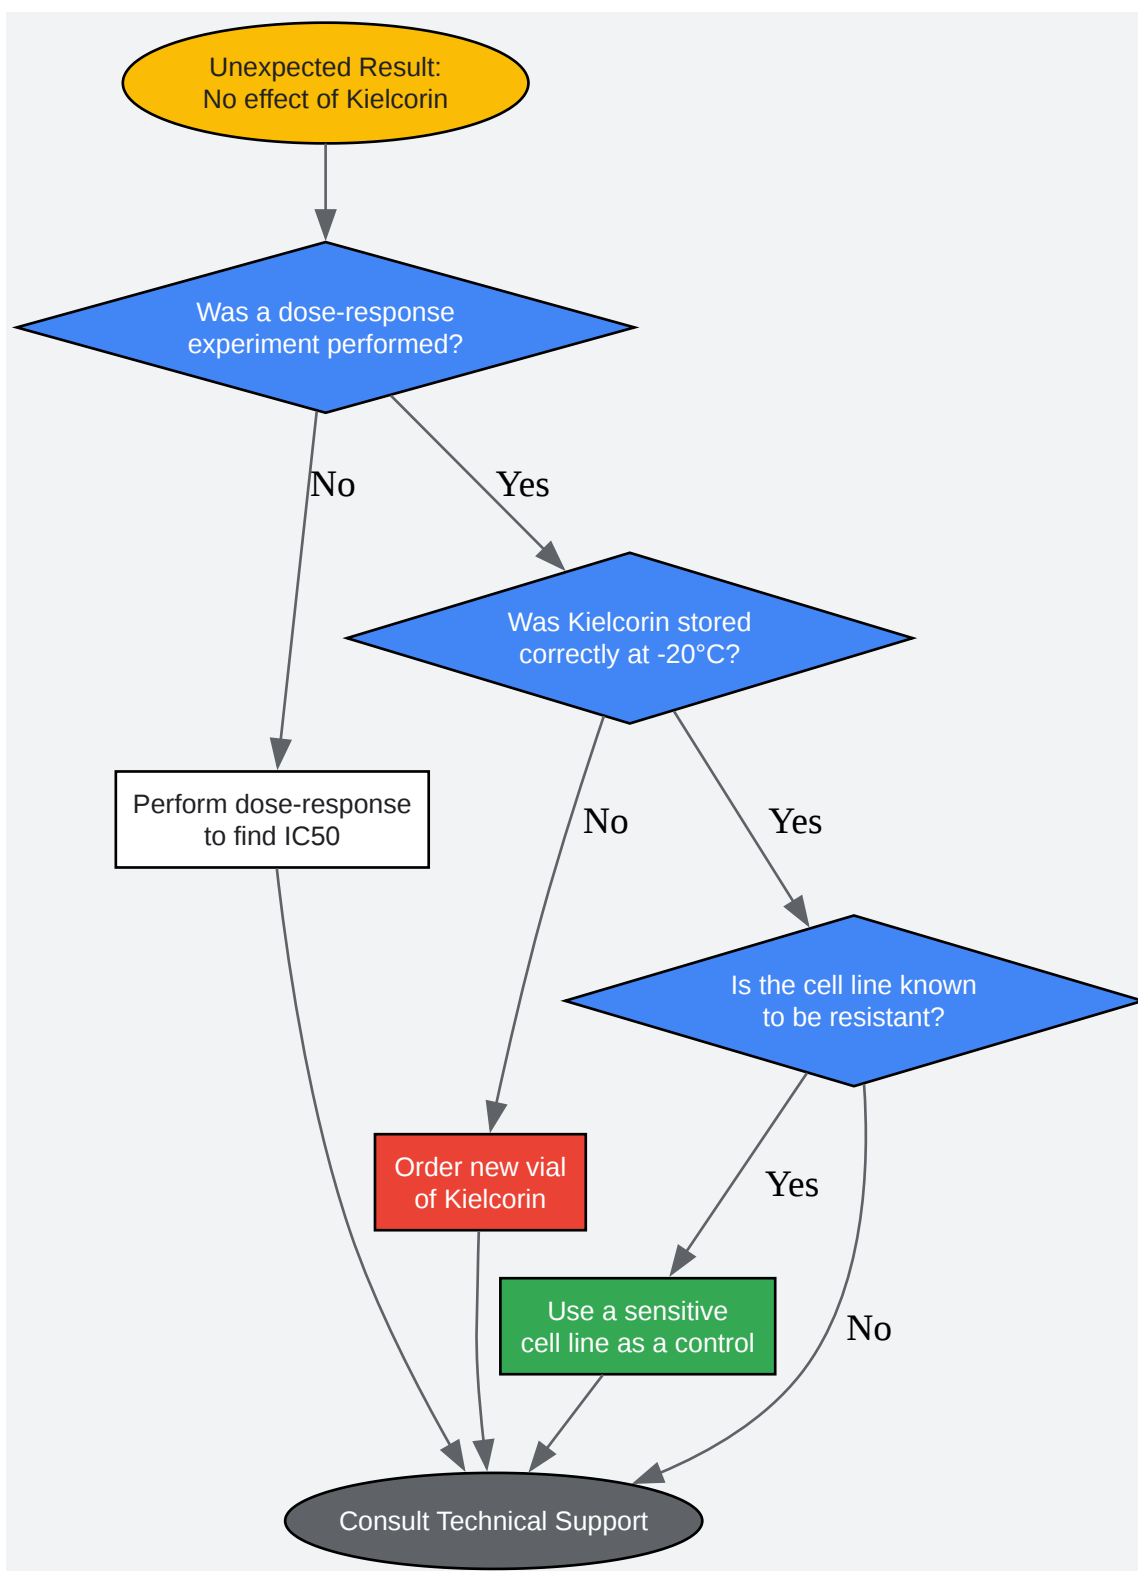 Unexpected Result:
No effect of Kielcorin
Was a dose-response
experiment performed?
No
Yes
Was Kielcorin stored
correctly at -20°C?
Perform dose-response
to find IC50
No
Yes
Is the cell line known
to be resistant?
Order new vial
of Kielcorin
Yes
Use a sensitive
cell line as a control
No
Consult Technical Support